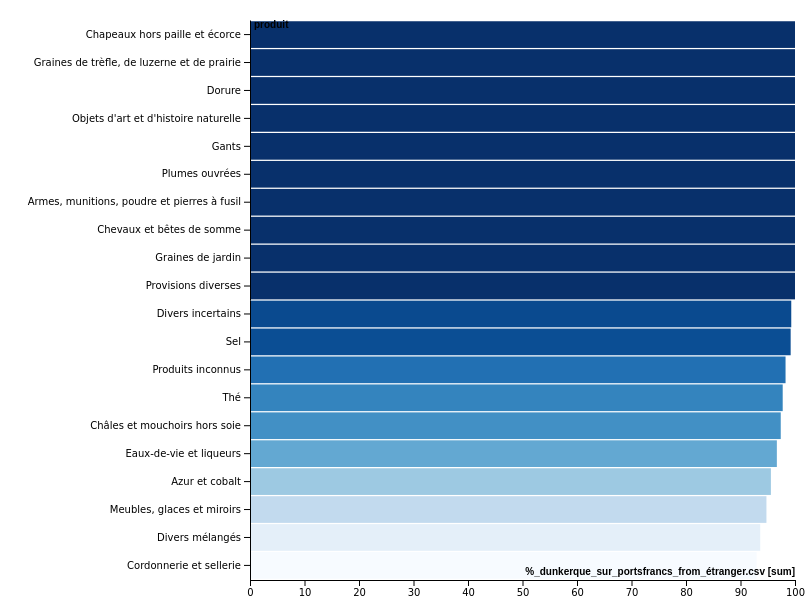 produit
Chapeaux hors paille et écorce
Graines de trèfle, de luzerne et de prairie
Dorure
Objets d'art et d'histoire naturelle
Gants
Plumes ouvrées
Armes, munitions, poudre et pierres à fusil
Chevaux et bêtes de somme
Graines de jardin
Provisions diverses
Divers incertains
Sel
Produits inconnus
Thé
Châles et mouchoirs hors soie
Eaux-de-vie et liqueurs
Azur et cobalt
Meubles, glaces et miroirs
Divers mélangés
Cordonnerie et sellerie
%_dunkerque_sur_portsfrancs_from_étranger.csv [sum]
0 10 20 30 40 50 60 70 80 90 100